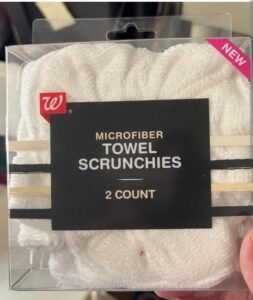 NEW
W
MICROFIBER
TOWEL
SCRUNCHIES
2 COUNT